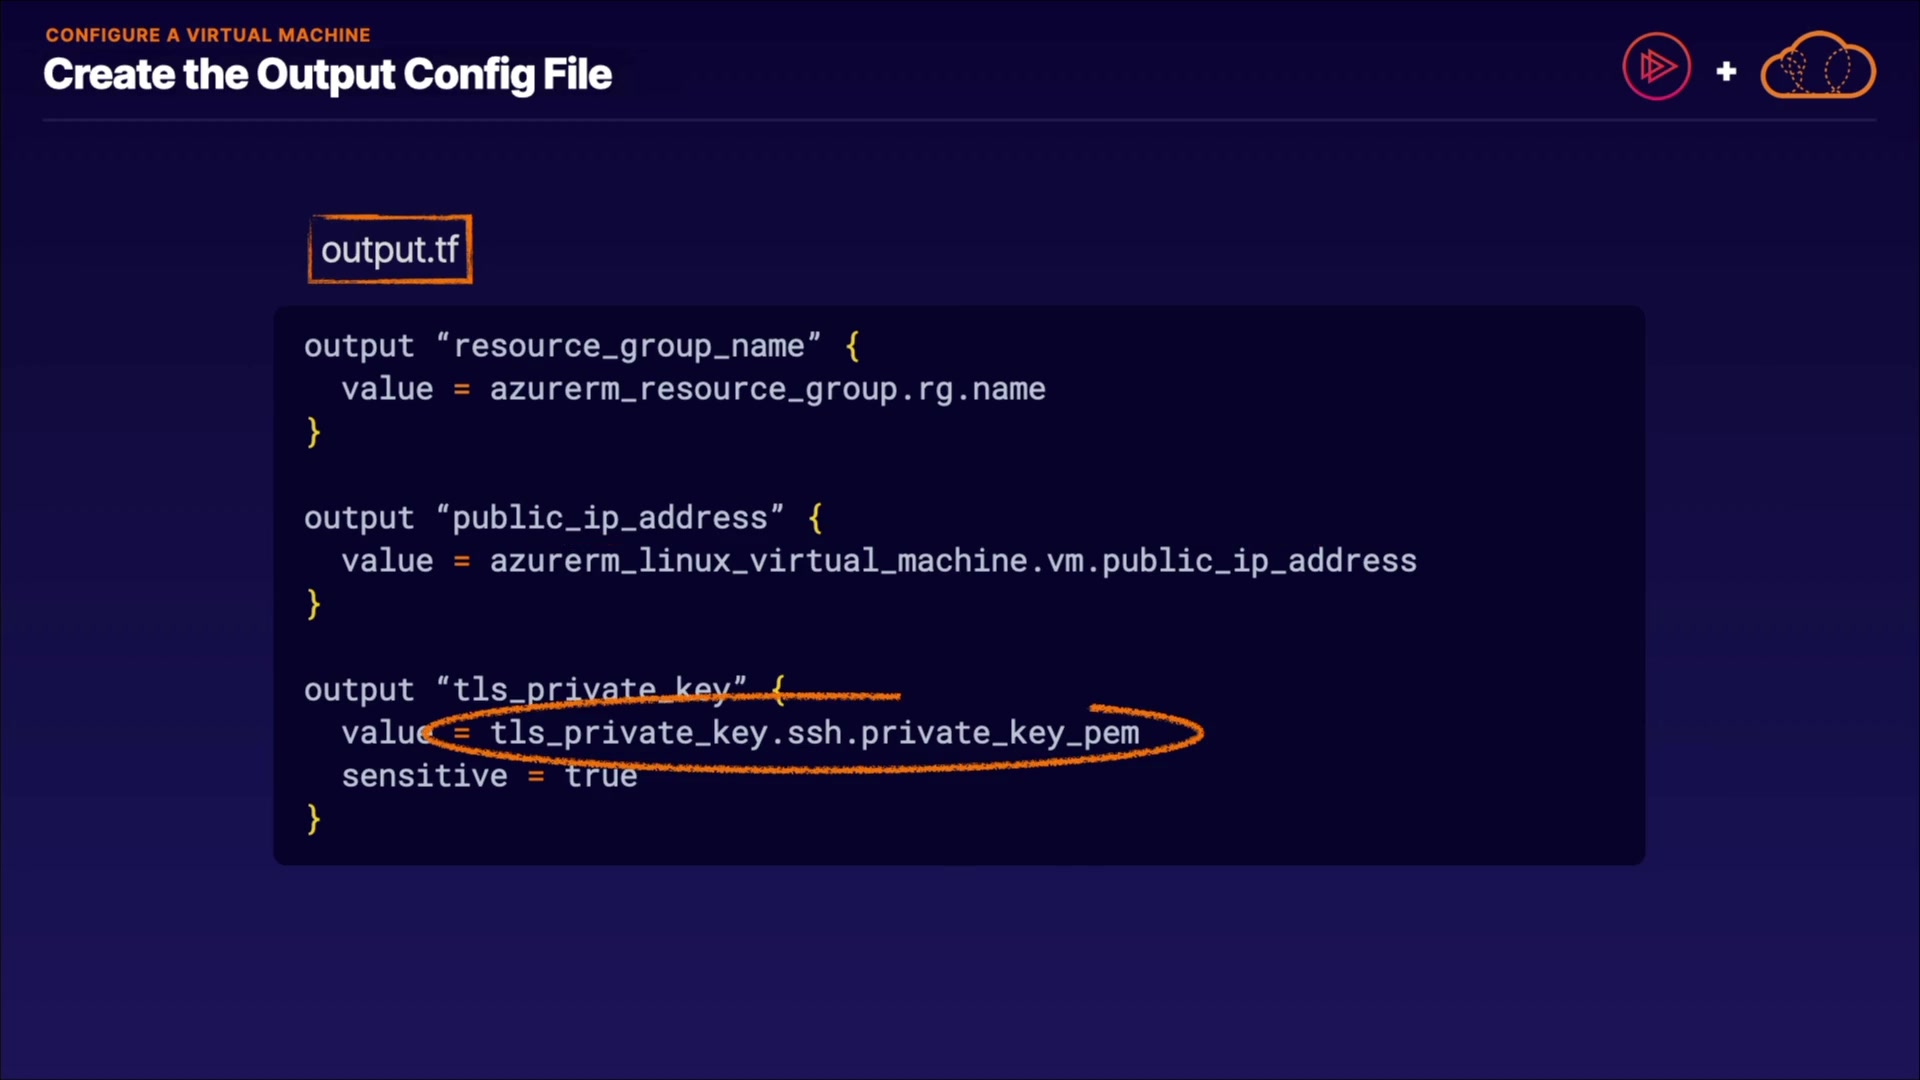 CONFIGURE A VIRTUAL MACHINE
Create the Output Config File
+
output.tf
output “resource_group_name” {
  value = azurerm_resource_group.rg.name
}
output “public_ip_address” {
  value = azurerm_linux_virtual_machine.vm.public_ip_address
}
output “tls_private_key” {
  value = tls_private_key.ssh.private_key_pem
  sensitive = true
}